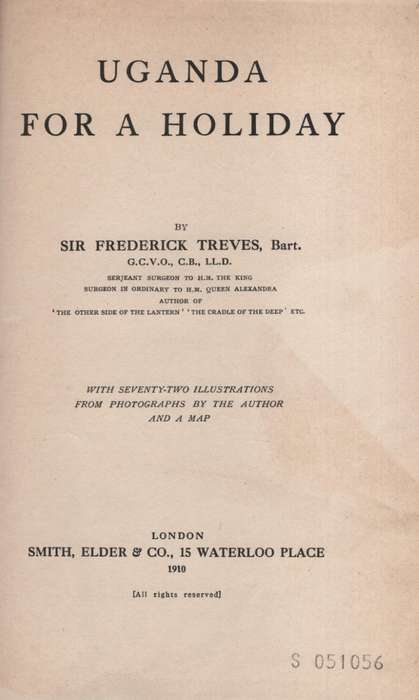 UGANDA
FOR A HOLIDAY
BY
SIR FREDERICK TREVES, Bart.
G.C.V.O., C.B., LL.D.
SERJEANT SURGEON TO H.M. THE KING
SURGEON IN ORDINARY TO H.M. QUEEN ALEXANDRA
AUTHOR OF
'THE OTHER SIDE OF THE LANTERN' 'THE CRADLE OF THE DEEP' ETC.
WITH SEVENTY-TWO ILLUSTRATIONS
FROM PHOTOGRAPHS BY THE AUTHOR
AND A MAP
LONDON
SMITH, ELDER & CO., 15 WATERLOO PLACE
1910
[All rights reserved]
S 051056